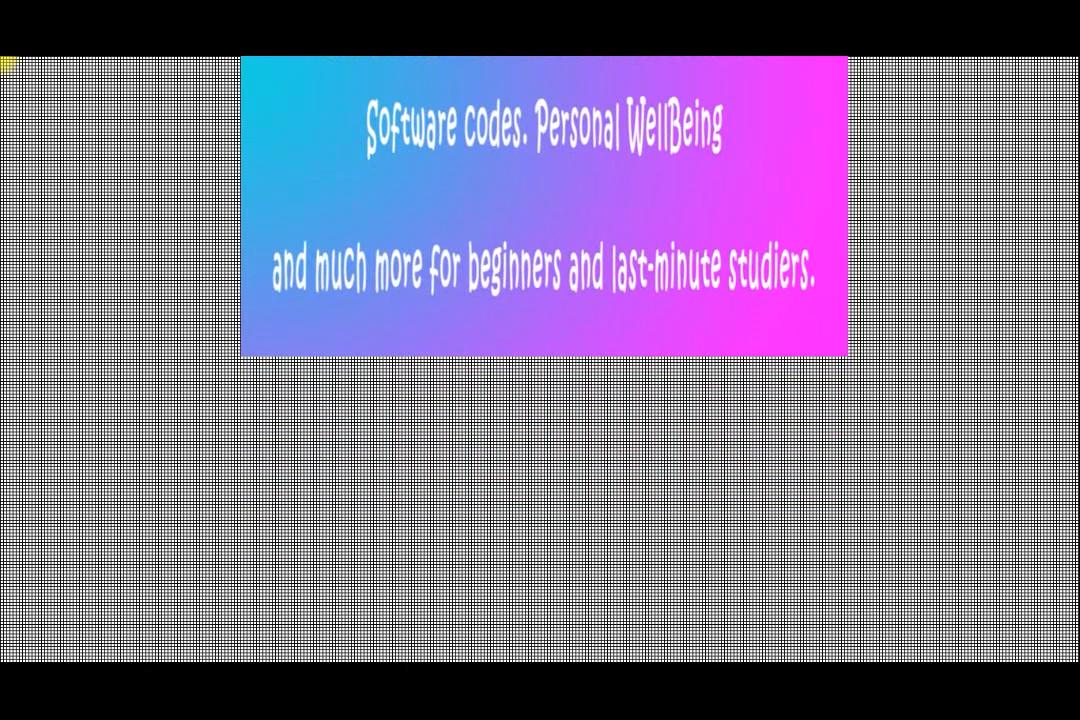 Software codes. Personal WellBeing
and much more for beginners and last-minute studiers.